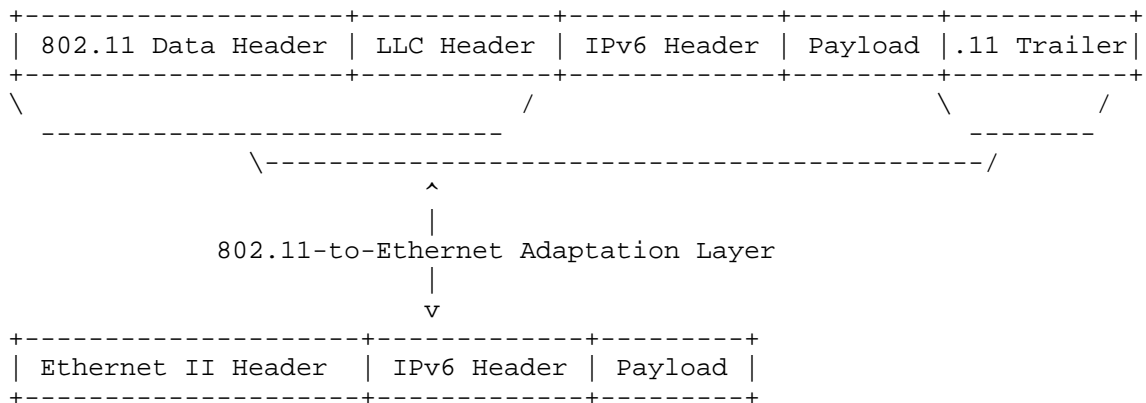 802.11 Data Header | LLC Header | IPv6 Header | Payload |.11 Trailer
802.11-to-Ethernet Adaptation Layer
Ethernet II Header | IPv6 Header | Payload